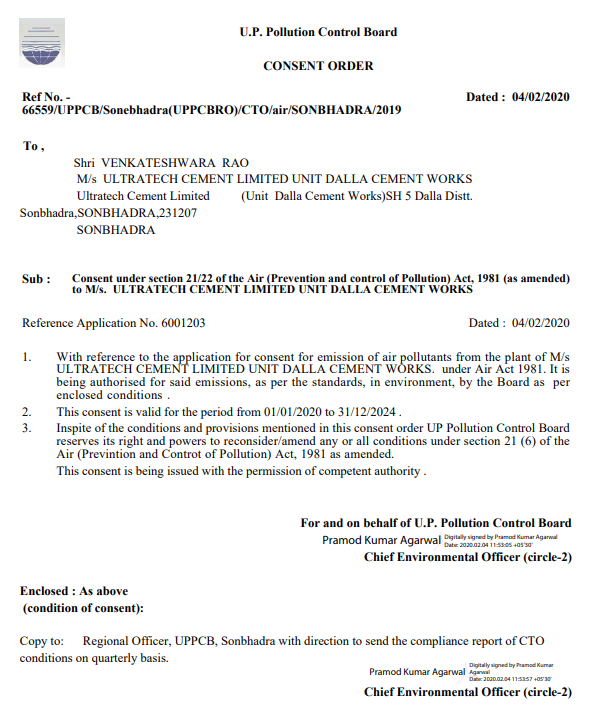 U.P. Pollution Control Board
CONSENT ORDER
Ref No. -
66559/UPPCB/Sonebhadra(UPPCBRO)/CTO/air/SONBHADRA/2019
Dated : 04/02/2020
To ,
Shri VENKATESHWARA RAO
M/s ULTRATECH CEMENT LIMITED UNIT DALLA CEMENT WORKS
Ultratech Cement Limited (Unit Dalla Cement Works)SH 5 Dalla Distt.
Sonbhadra,SONBHADRA,231207
SONBHADRA
Sub : Consent under section 21/22 of the Air (Prevention and control of Pollution) Act, 1981 (as amended)
to M/s. ULTRATECH CEMENT LIMITED UNIT DALLA CEMENT WORKS
Reference Application No. 6001203 Dated : 04/02/2020
1. With reference to the application for consent for emission of air pollutants from the plant of M/s
ULTRATECH CEMENT LIMITED UNIT DALLA CEMENT WORKS. under Air Act 1981. It is
being authorised for said emissions, as per the standards, in environment, by the Board as per
enclosed conditions .
2. This consent is valid for the period from 01/01/2020 to 31/12/2024 .
3. Inspite of the conditions and provisions mentioned in this consent order UP Pollution Control Board
reserves its right and powers to reconsider/amend any or all conditions under section 21 (6) of the
Air (Previntion and Control of Pollution) Act, 1981 as amended.
This consent is being issued with the permission of competent authority .
For and on behalf of U.P. Pollution Control Board
Pramod Kumar Agarwal Digitally signed by Pramod Kumar Agarwal
Date: 2020.02.04 11:53:05 +05'30'
Chief Environmental Officer (circle-2)
Enclosed : As above
(condition of consent):
Copy to: Regional Officer, UPPCB, Sonbhadra with direction to send the compliance report of CTO
conditions on quarterly basis.
Pramod Kumar Agarwal Digitally signed by Pramod Kumar
Agarwal
Date: 2020.02.04 11:53:57 +05'30'
Chief Environmental Officer (circle-2)